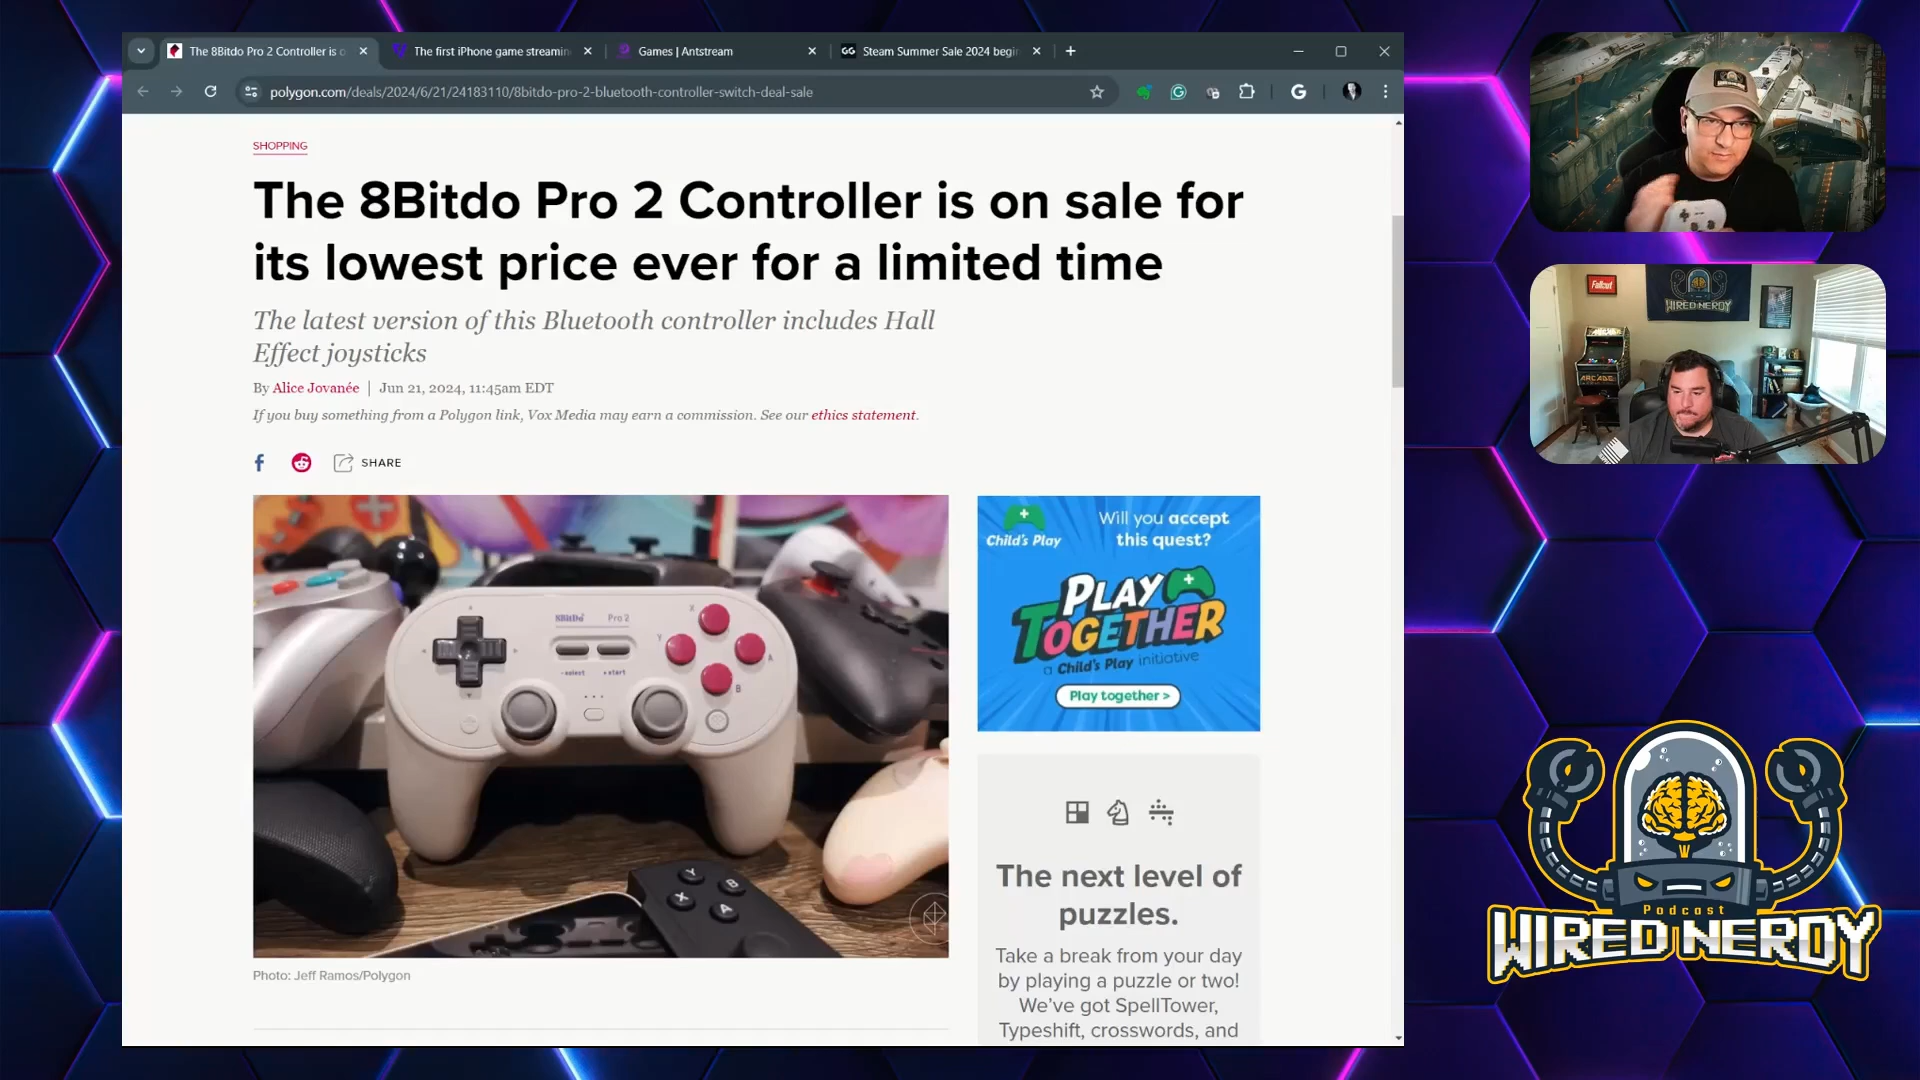 The 8Bitdo Pro 2 Controller is o
The first iPhone game streamin
Games | Antstream
GG Steam Summer Sale 2024 begin
polygon.com/deals/2024/6/21/24183110/8bitdo-pro-2-bluetooth-controller-switch-deal-sale
SHOPPING
The 8Bitdo Pro 2 Controller is on sale for
its lowest price ever for a limited time
The latest version of this Bluetooth controller includes Hall
Effect joysticks
By Alice Jovanée | Jun 21, 2024, 11:45am EDT
If you buy something from a Polygon link, Vox Media may earn a commission. See our ethics statement.
SHARE
8BitDo Pro 2
X
Y
A
B
-select +start
Y
B
X
A
Photo: Jeff Ramos/Polygon
Child's Play
Will you accept
this quest?
PLAY
TOGETHER
a Child's Play initiative
Play together >
The next level of
puzzles.
Take a break from your day
by playing a puzzle or two!
We've got SpellTower,
Typeshift, crosswords, and
Fallout
WIRED NERDY
ARCADE
Podcast
WIRED NERDY